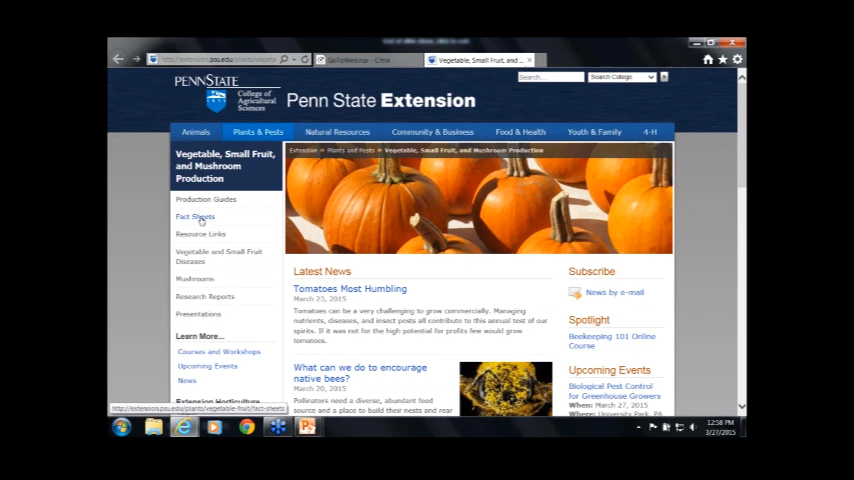 http://extension.psu.edu/plants/vegeta
GoToWebinar - Citrix
Vegetable, Small Fruit, and ...
PENNSTATE
College of
Agricultural
Sciences
Penn State Extension
Search...
Search College
Animals
Plants & Pests
Natural Resources
Community & Business
Food & Health
Youth & Family
4-H
Vegetable, Small Fruit,
and Mushroom
Production
Extension » Plants and Pests » Vegetable, Small Fruit, and Mushroom Production
Production Guides
Fact Sheets
Resource Links
Vegetable and Small Fruit
Diseases
Mushrooms
Research Reports
Presentations
Learn More...
Courses and Workshops
Upcoming Events
News
Extension Horticulture
http://extension.psu.edu/plants/vegetable-fruit/fact-sheets
Latest News
Tomatoes Most Humbling
March 23, 2015
Tomatoes can be a very challenging to grow commercially. Managing
nutrients, diseases, and insect pests all contribute to this annual test of our
spirits. If it was not for the high potential for profits few would grow
tomatoes.
What can we do to encourage
native bees?
March 20, 2015
Pollinators need a diverse, abundant food
source and a place to build their nests and rear
Subscribe
News by e-mail
Spotlight
Beekeeping 101 Online
Course
Upcoming Events
Biological Pest Control
for Greenhouse Growers
When: March 27, 2015
Where: University Park, PA
12:58 PM
3/27/2015